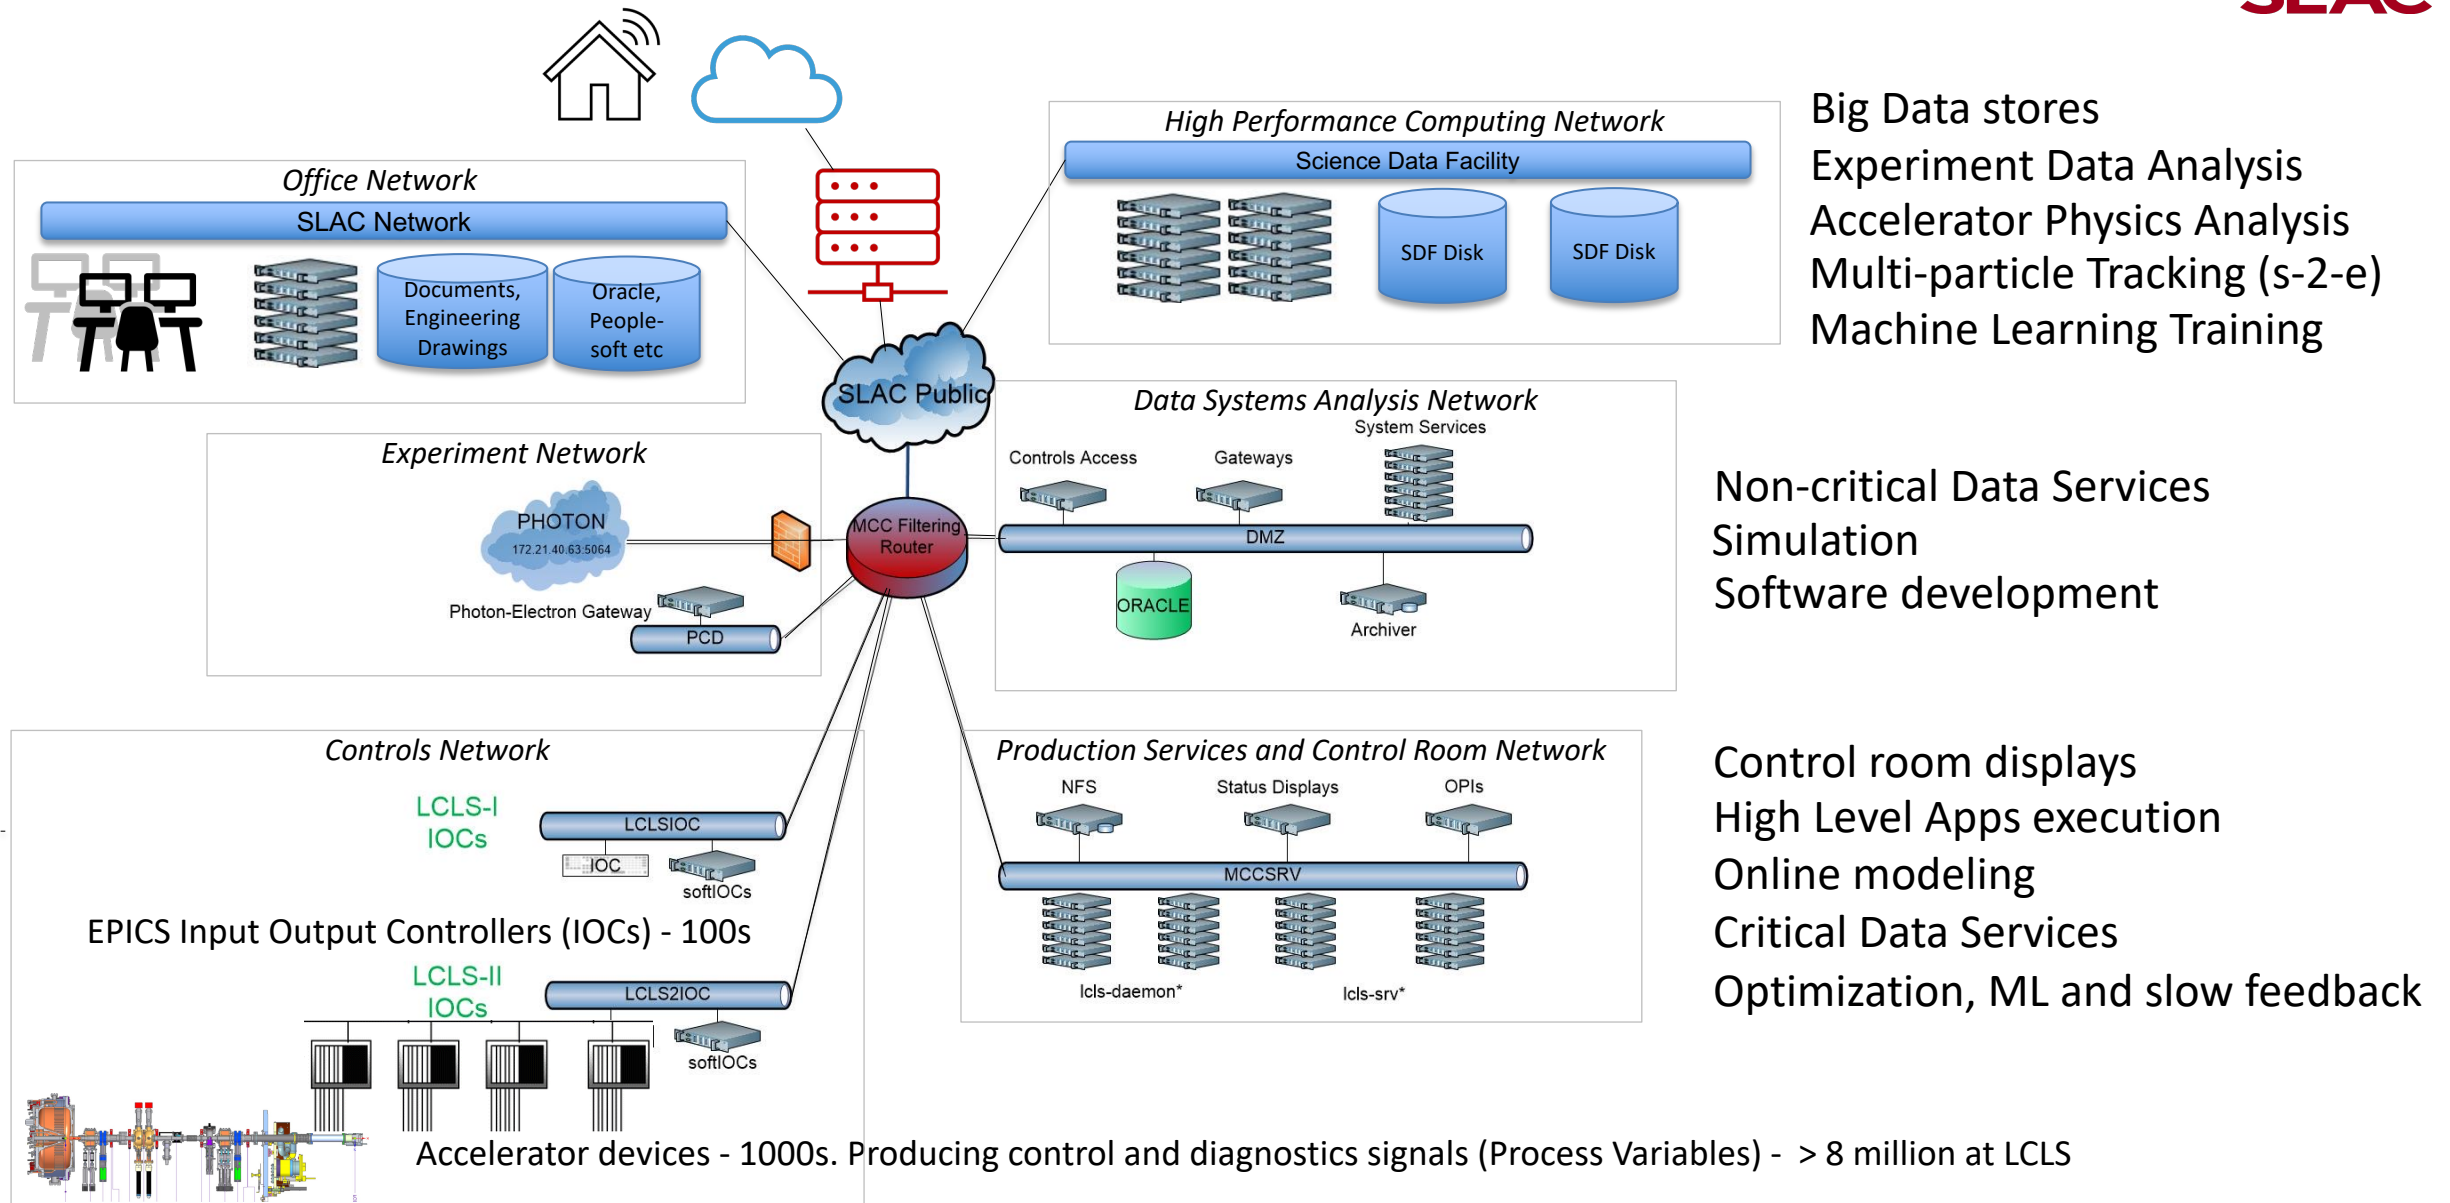 SLAC
High Performance Computing Network
Science Data Facility
SDF Disk
SDF Disk
Big Data stores
Experiment Data Analysis
Accelerator Physics Analysis
Multi-particle Tracking (s-2-e)
Machine Learning Training
Office Network
SLAC Network
Documents,
Engineering
Drawings
Oracle,
People-
soft etc
SLAC Public
Experiment Network
PHOTON
172.21.40.63:5064
Photon-Electron Gateway
PCD
MCC Filtering
Router
Data Systems Analysis Network
System Services
Controls Access
Gateways
DMZ
ORACLE
Archiver
Non-critical Data Services
Simulation
Software development
Controls Network
LCLS-I
IOCs
LCLSIOC
IOC
softIOCs
EPICS Input Output Controllers (IOCs) - 100s
LCLS-II
IOCs
LCLS2IOC
softIOCs
Production Services and Control Room Network
NFS
Status Displays
OPIs
MCCSRV
lcls-daemon*
lcls-srv*
Control room displays
High Level Apps execution
Online modeling
Critical Data Services
Optimization, ML and slow feedback
Accelerator devices - 1000s. Producing control and diagnostics signals (Process Variables) -  > 8 million at LCLS